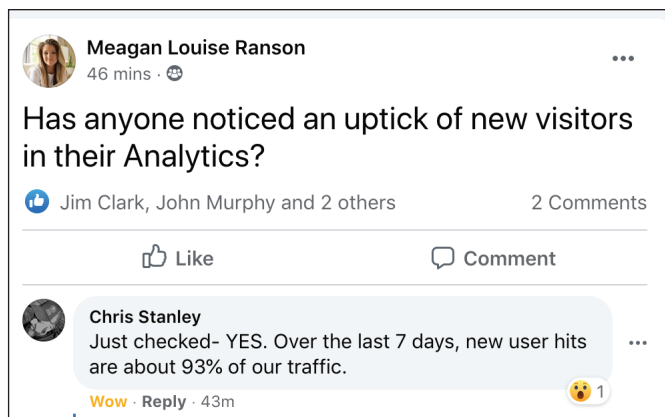 Meagan Louise Ranson
46 mins ·
Has anyone noticed an uptick of new visitors
in their Analytics?
Jim Clark, John Murphy and 2 others 2 Comments
Like Comment
Chris Stanley
Just checked- YES. Over the last 7 days, new user hits
are about 93% of our traffic.
1
Wow · Reply · 43m